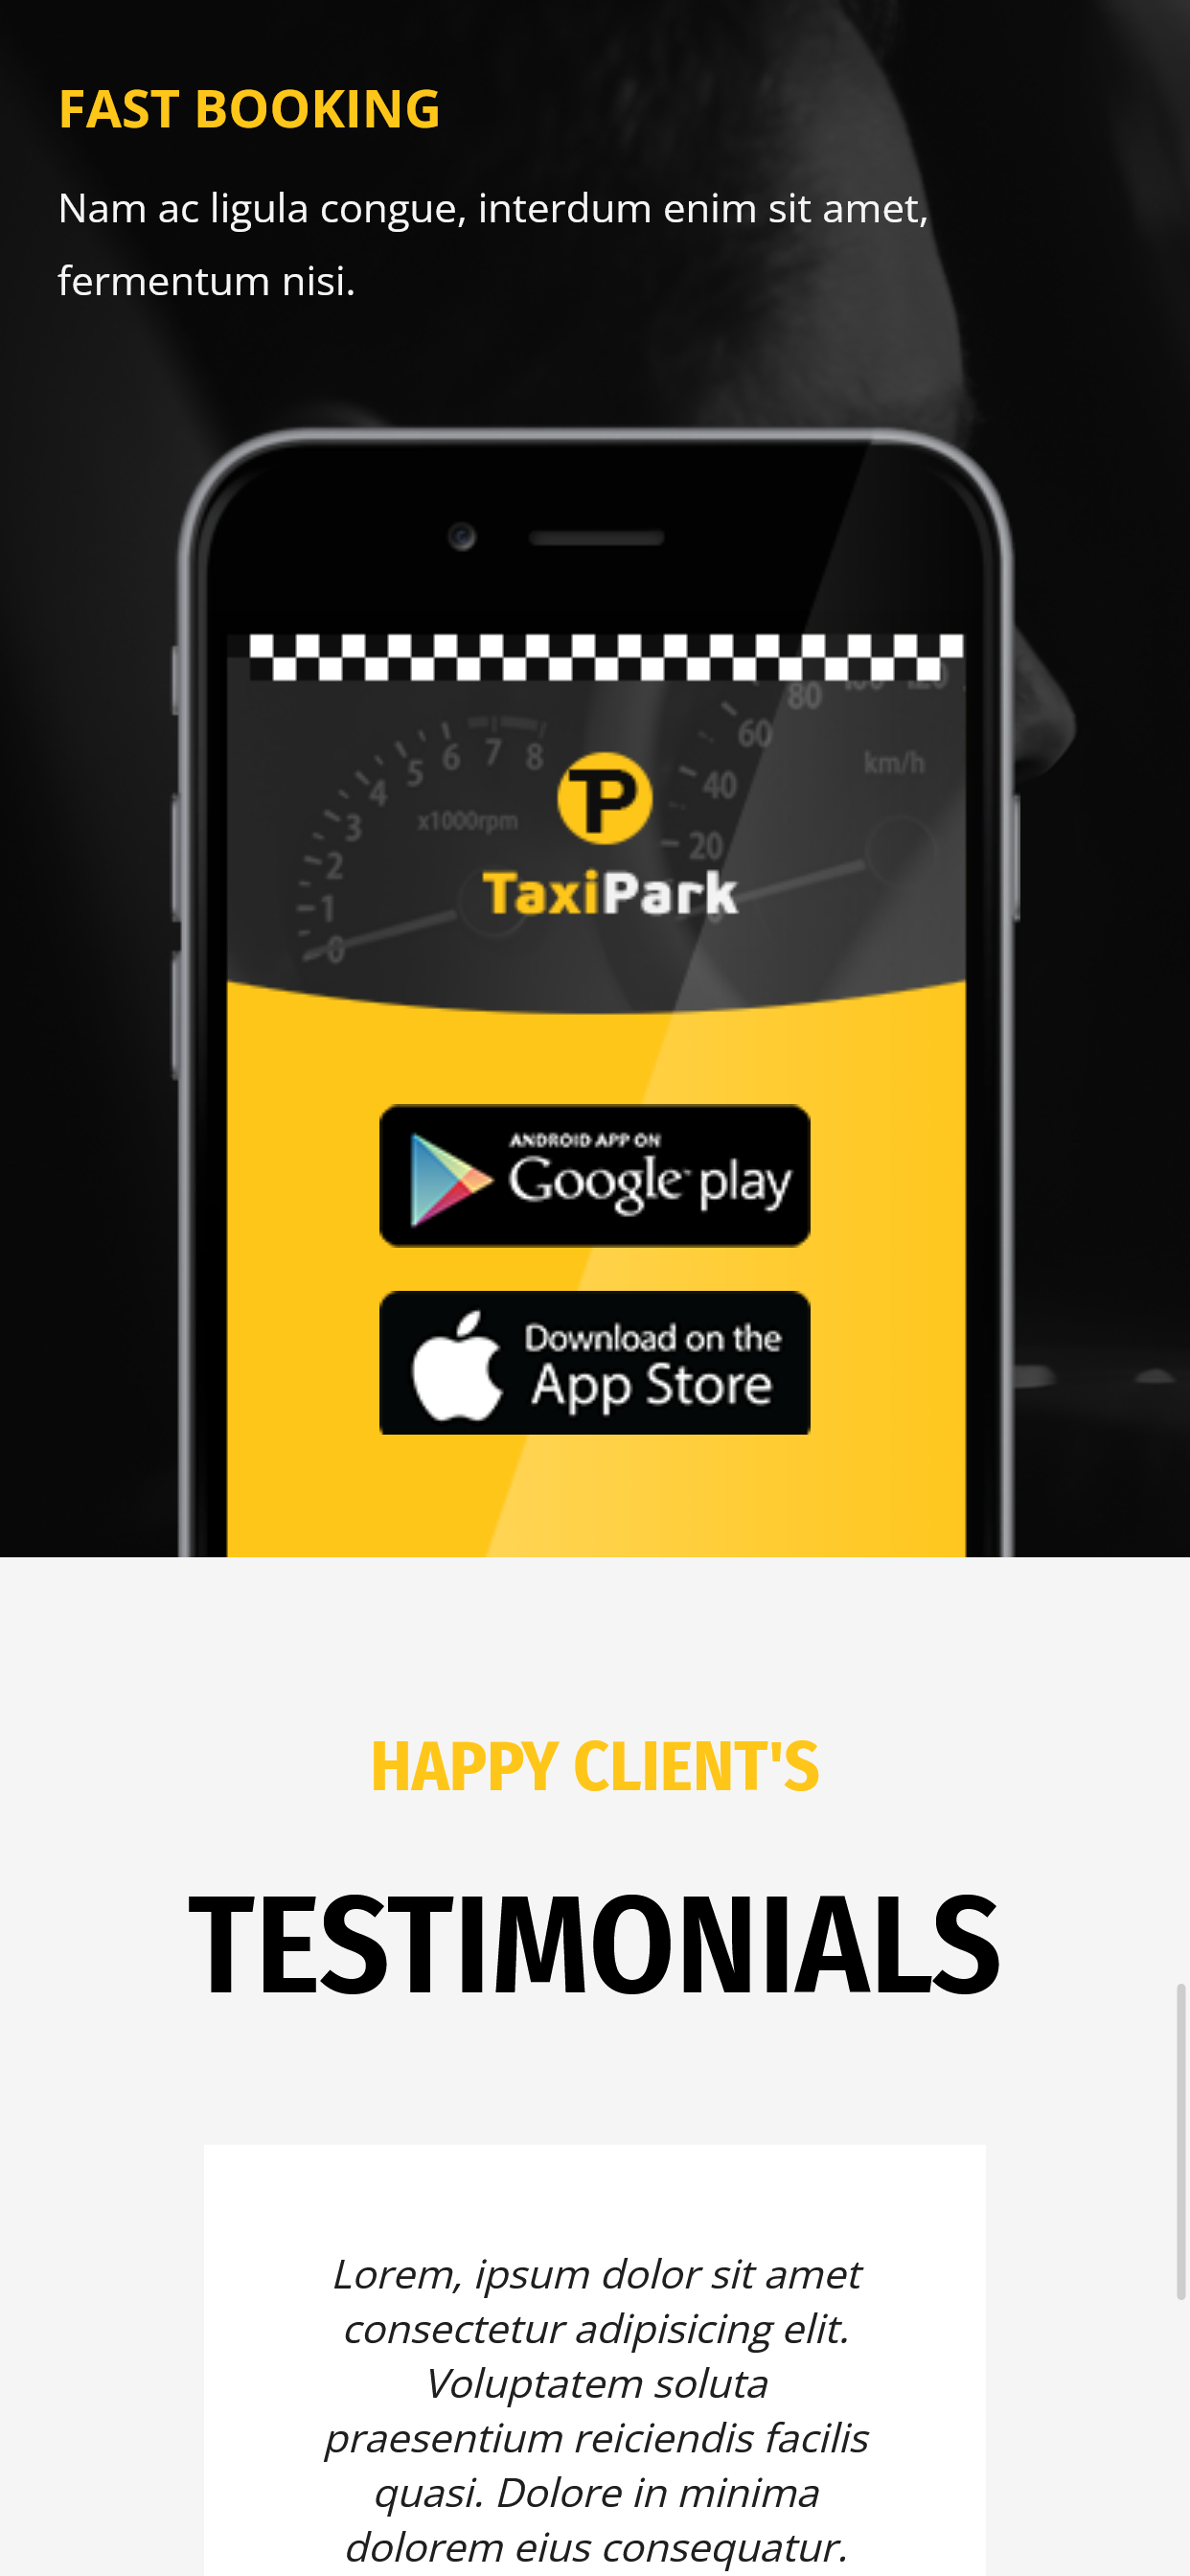 FAST BOOKING
Nam ac ligula congue, interdum enim sit amet,
fermentum nisi.
80
60
6 7 8
5
km/h
4
40
x1000rpm
3
20
2
1
0
TP
TaxiPark
ANDROID APP ON
Google play
Download on the
App Store
HAPPY CLIENT'S
TESTIMONIALS
Lorem, ipsum dolor sit amet
consectetur adipisicing elit.
Voluptatem soluta
praesentium reiciendis facilis
quasi. Dolore in minima
dolorem eius consequatur.